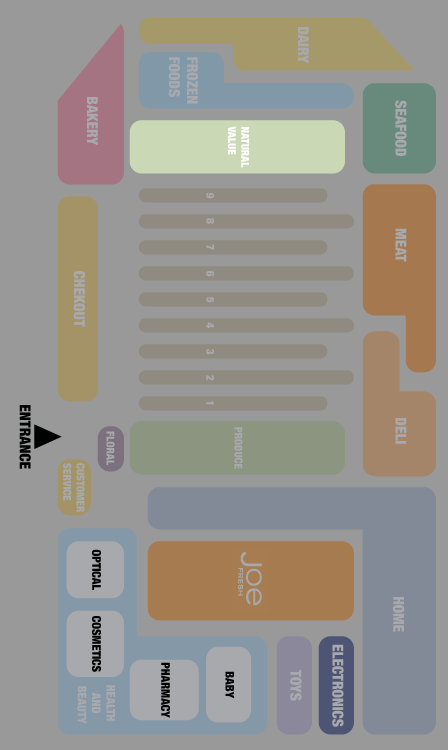 DAIRY
FROZEN
FOODS
BAKERY
SEAFOOD
NATURAL
VALUE
9
8
7
6
5
4
3
2
1
MEAT
CHEKOUT
DELI
PRODUCE
FLORAL
ENTRANCE
CUSTOMER
SERVICE
HOME
JOE
FRESH
OPTICAL
COSMETICS
HEALTH
AND
BEAUTY
PHARMACY
BABY
TOYS
ELECTRONICS